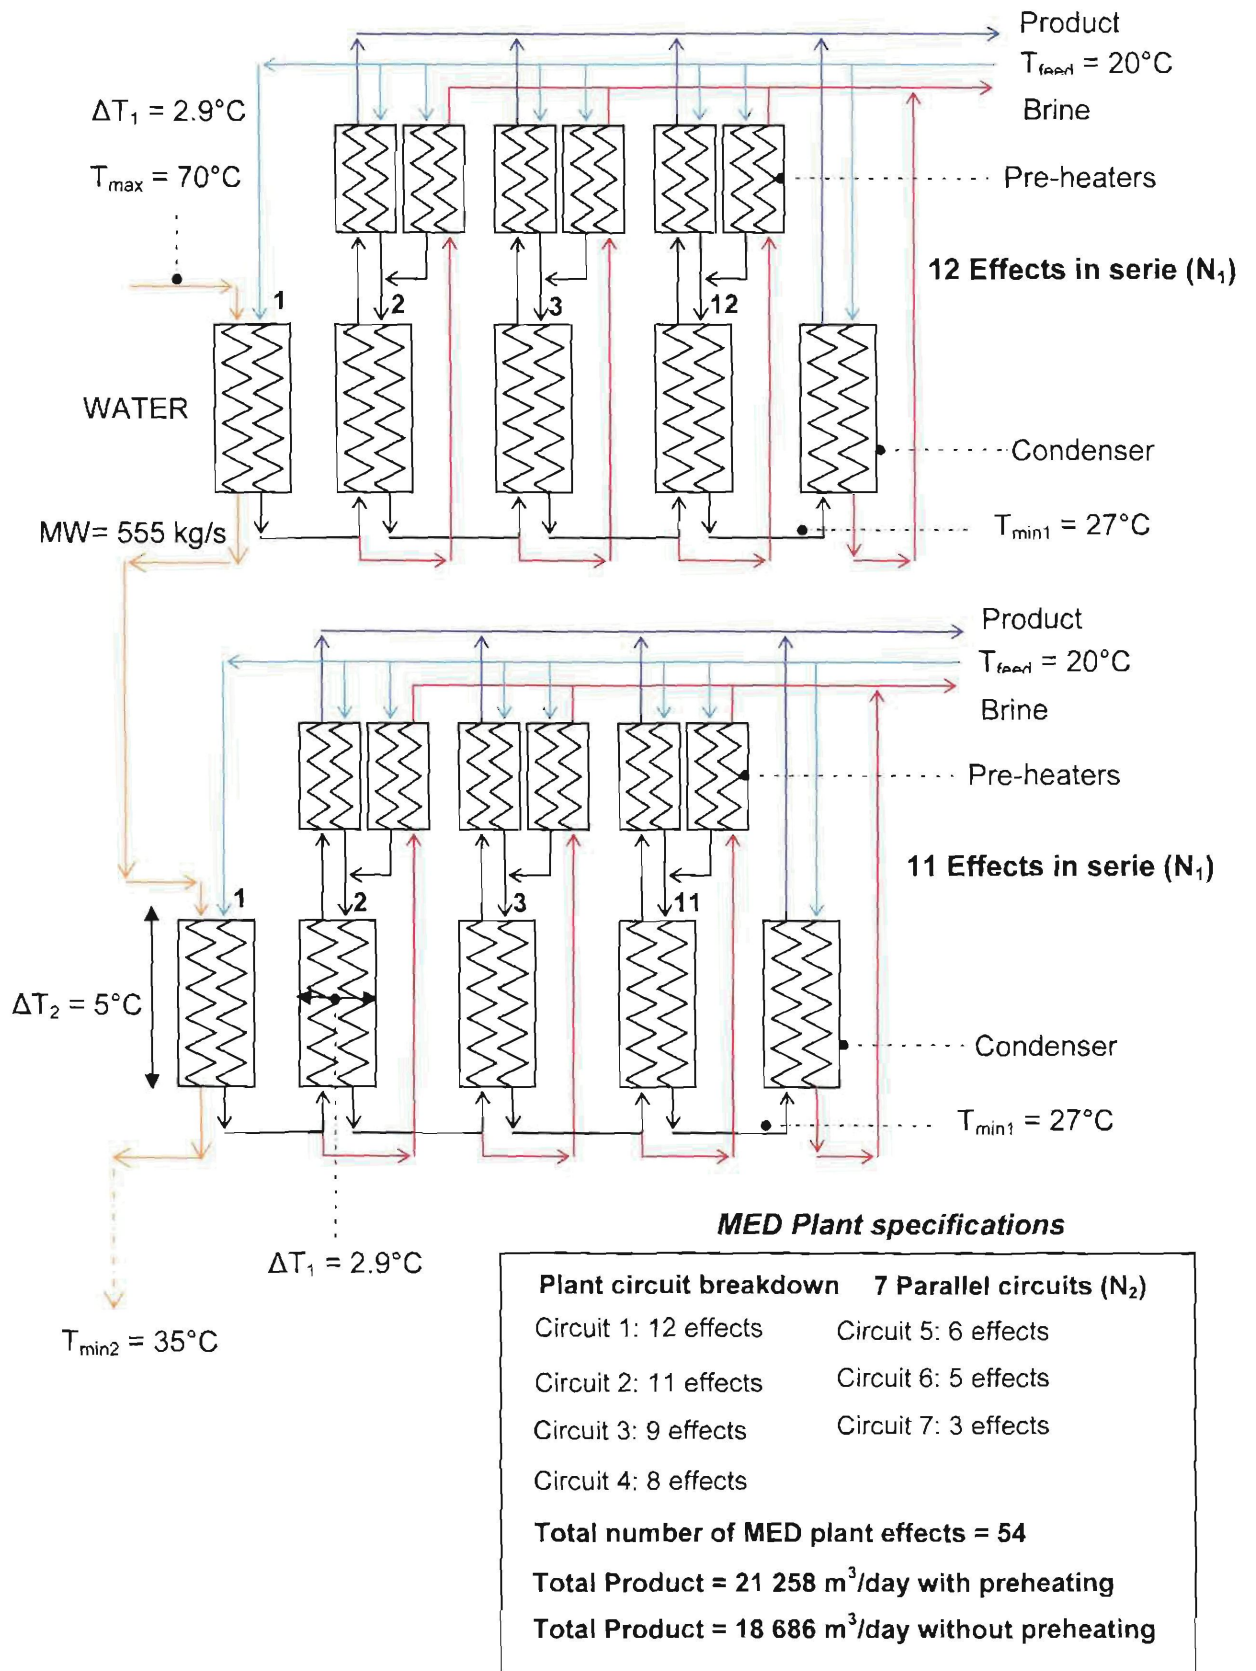 Product
T_feed = 20°C
Brine
ΔT₁ = 2.9°C
T_max = 70°C
Pre-heaters
12 Effects in serie (N₁)
1
2
3
12
WATER
Condenser
MW= 555 kg/s
T_min1 = 27°C
Product
T_feed = 20°C
Brine
Pre-heaters
11 Effects in serie (N₁)
1
2
3
11
ΔT₂ = 5°C
Condenser
T_min1 = 27°C
ΔT₁ = 2.9°C
T_min2 = 35°C
MED Plant specifications
Plant circuit breakdown 7 Parallel circuits (N₂)
Circuit 1: 12 effects Circuit 5: 6 effects
Circuit 2: 11 effects Circuit 6: 5 effects
Circuit 3: 9 effects Circuit 7: 3 effects
Circuit 4: 8 effects
Total number of MED plant effects = 54
Total Product = 21 258 m³/day with preheating
Total Product = 18 686 m³/day without preheating